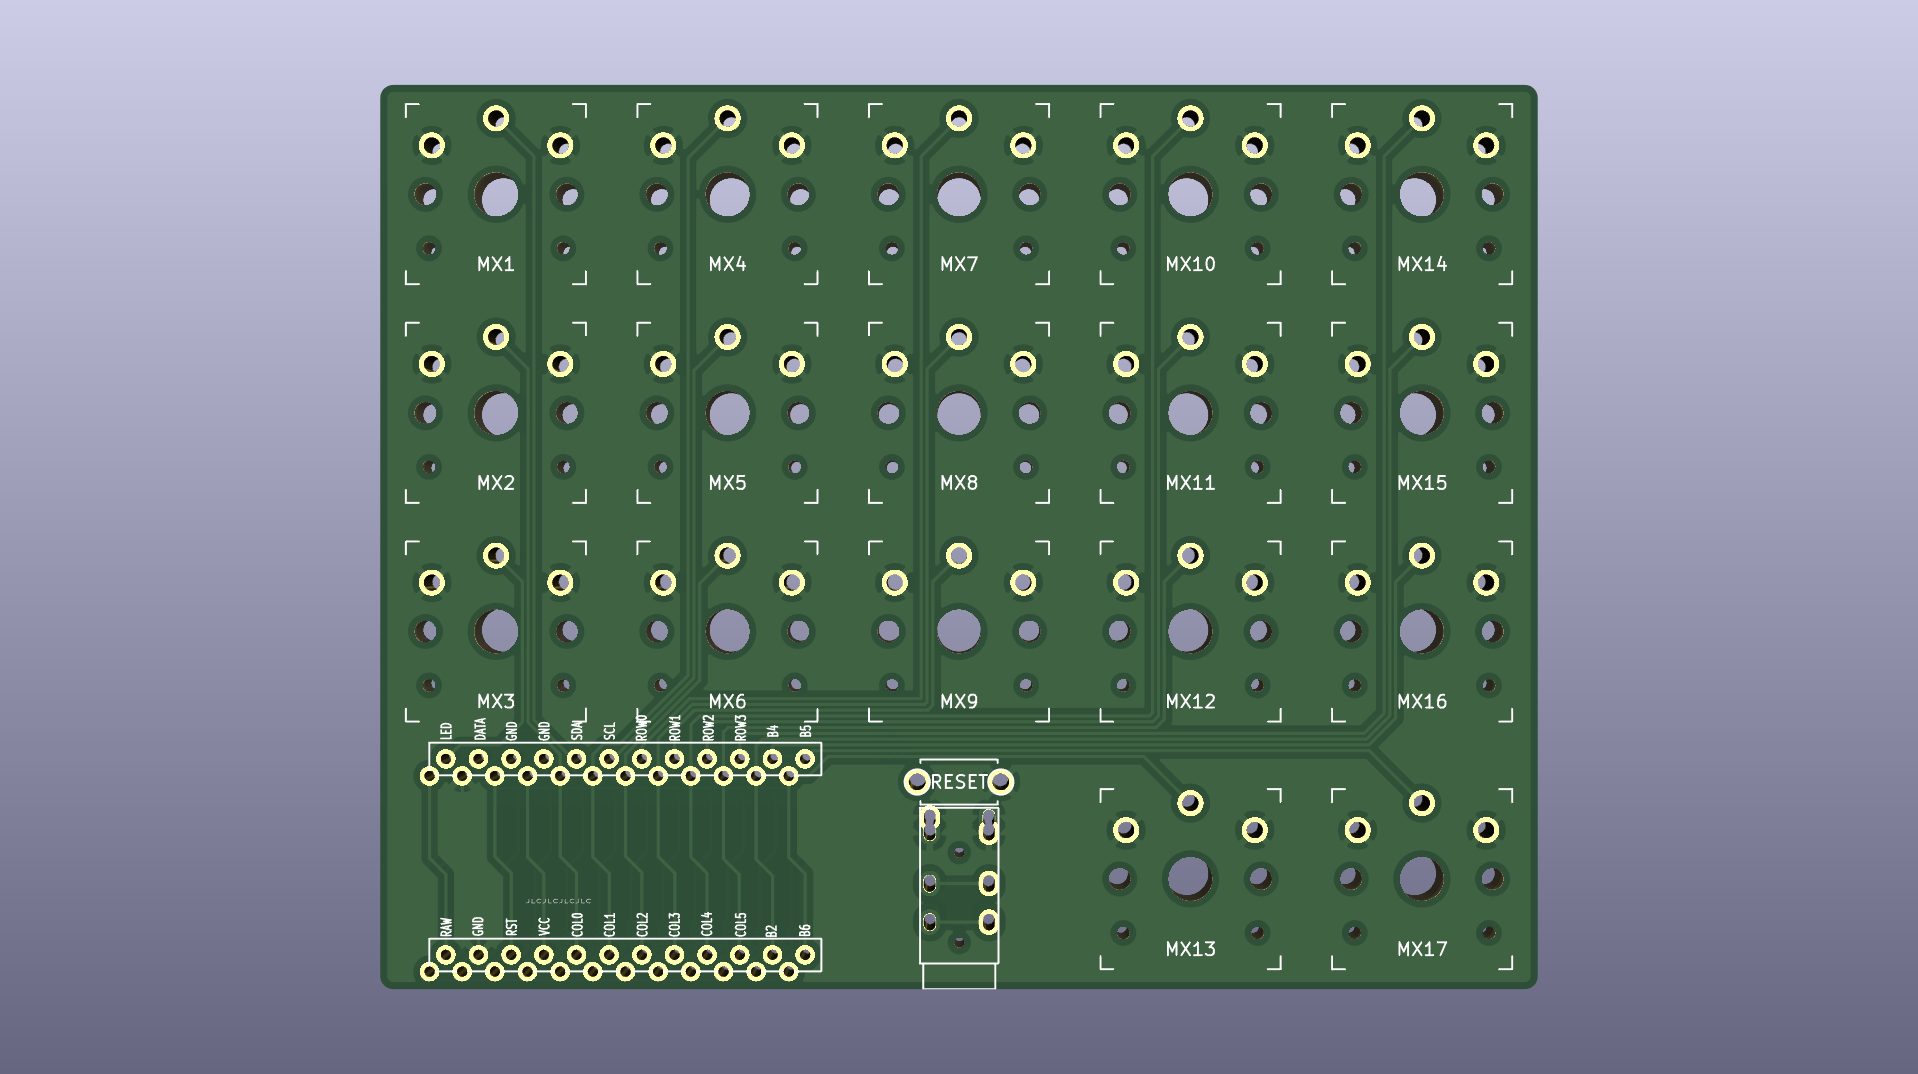 MX1 MX4 MX7 MX10 MX14
MX2 MX5 MX8 MX11 MX15
MX3 MX6 MX9 MX12 MX16
LED DATA GND GND SDA SCL ROW0 ROW1 ROW2 ROW3 B4 B5
RESET
JLCJLCJLCJLC
RAW GND RST VCC COL0 COL1 COL2 COL3 COL4 COL5 B2 B6
MX13 MX17